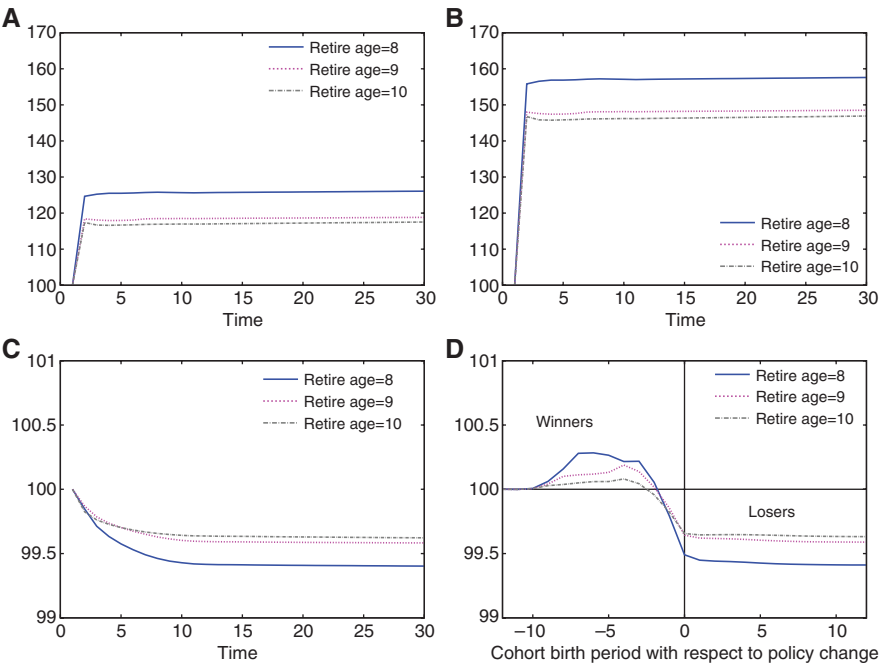 A
170
160
150
140
130
120
110
100
Retire age=8
Retire age=9
Retire age=10
0 5 10 15 20 25 30
Time
B
170
160
150
140
130
120
110
100
Retire age=8
Retire age=9
Retire age=10
0 5 10 15 20 25 30
Time
C
101
100.5
100
99.5
99
Retire age=8
Retire age=9
Retire age=10
0 5 10 15 20 25 30
Time
D
101
100.5
100
99.5
99
Retire age=8
Retire age=9
Retire age=10
Winners
Losers
−10 −5 0 5 10
Cohort birth period with respect to policy change